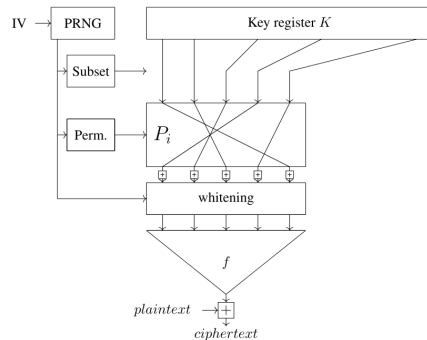 IV PRNG Key register K
Subset
Perm. P_i
+ + + + +
whitening
f
plaintext +
ciphertext